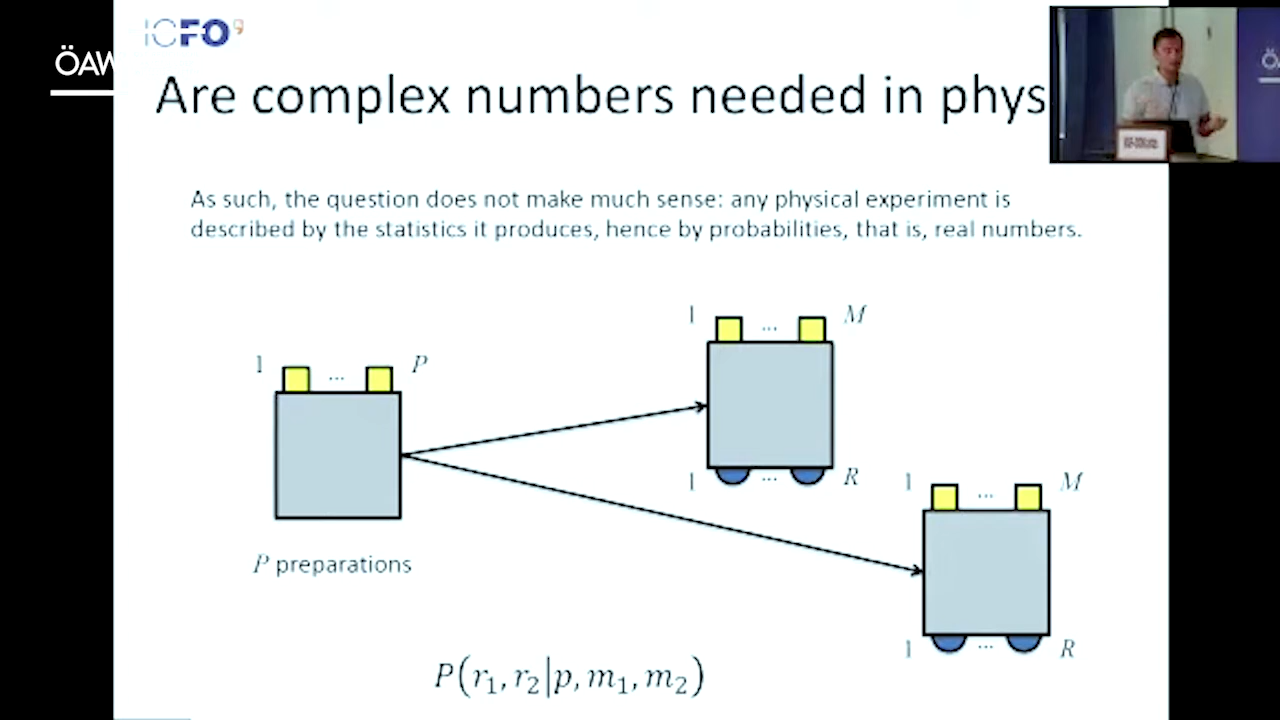 ICFO
ÖAW
Are complex numbers needed in phys
As such, the question does not make much sense: any physical experiment is
described by the statistics it produces, hence by probabilities, that is, real numbers.
1 ... M
1 ... P
1 ... R
1 ... M
P preparations
1 ... R
P(r₁, r₂|p, m₁, m₂)